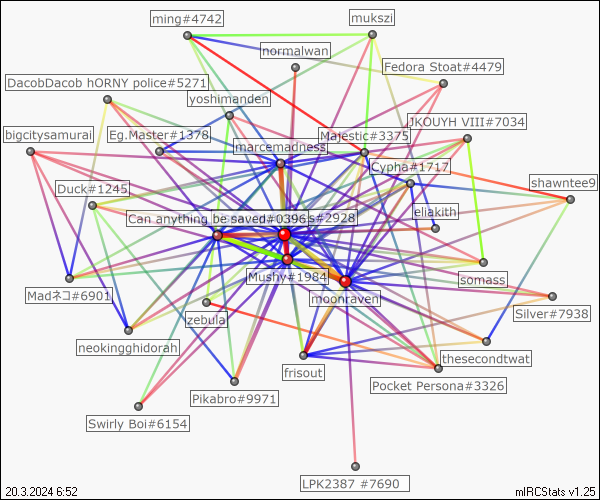 ming#4742
mukszi
normalwan
Fedora Stoat#4479
DacobDacob hORNY police#5271
yoshimanden
JKOUYH VIII#7034
bigcitysamurai
Eg.Master#1378
Majestic#3375
marcemadness
Cypha#1717
Duck#1245
shawntee9
Can anything be saved#0396
s#2928
eliakith
Mushy#1984
somass
Madネコ#6901
moonraven
Silver#7938
zebula
neokingghidorah
thesecondtwat
frisout
Pocket Persona#3326
Pikabro#9971
Swirly Boi#6154
LPK2387 #7690
20.3.2024 6:52
mIRCStats v1.25